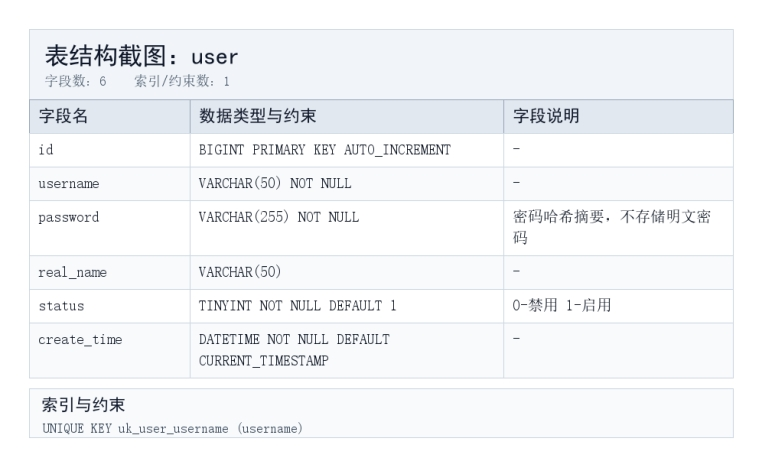 表结构截图：user
字段数：6 索引/约束数：1
字段名 数据类型与约束 字段说明
id BIGINT PRIMARY KEY AUTO_INCREMENT -
username VARCHAR(50) NOT NULL -
password VARCHAR(255) NOT NULL 密码哈希摘要，不存储明文密
码
real_name VARCHAR(50) -
status TINYINT NOT NULL DEFAULT 1 0-禁用 1-启用
create_time DATETIME NOT NULL DEFAULT -
CURRENT_TIMESTAMP
索引与约束
UNIQUE KEY uk_user_username (username)